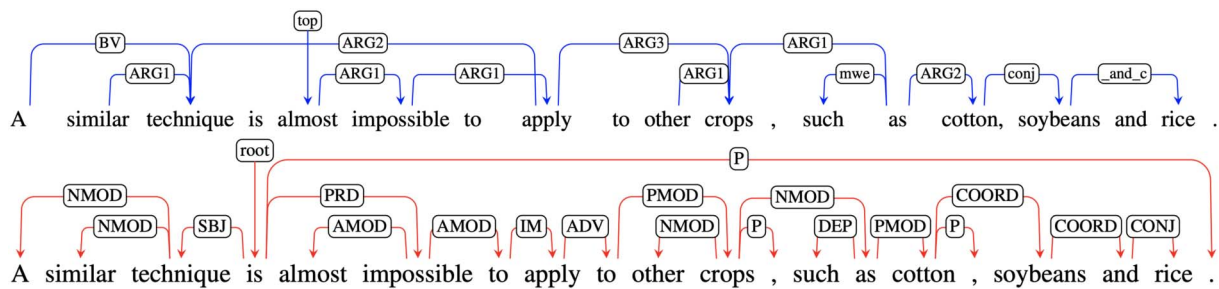 top
BV ARG2 ARG3 ARG1
ARG1 ARG1 ARG1 ARG1 mwe ARG2 conj _and_c
A similar technique is almost impossible to apply to other crops , such as cotton, soybeans and rice .
root
P
NMOD PRD PMOD NMOD COORD
NMOD SBJ AMOD AMOD IM ADV NMOD P DEP PMOD P COORD CONJ
A similar technique is almost impossible to apply to other crops , such as cotton , soybeans and rice .